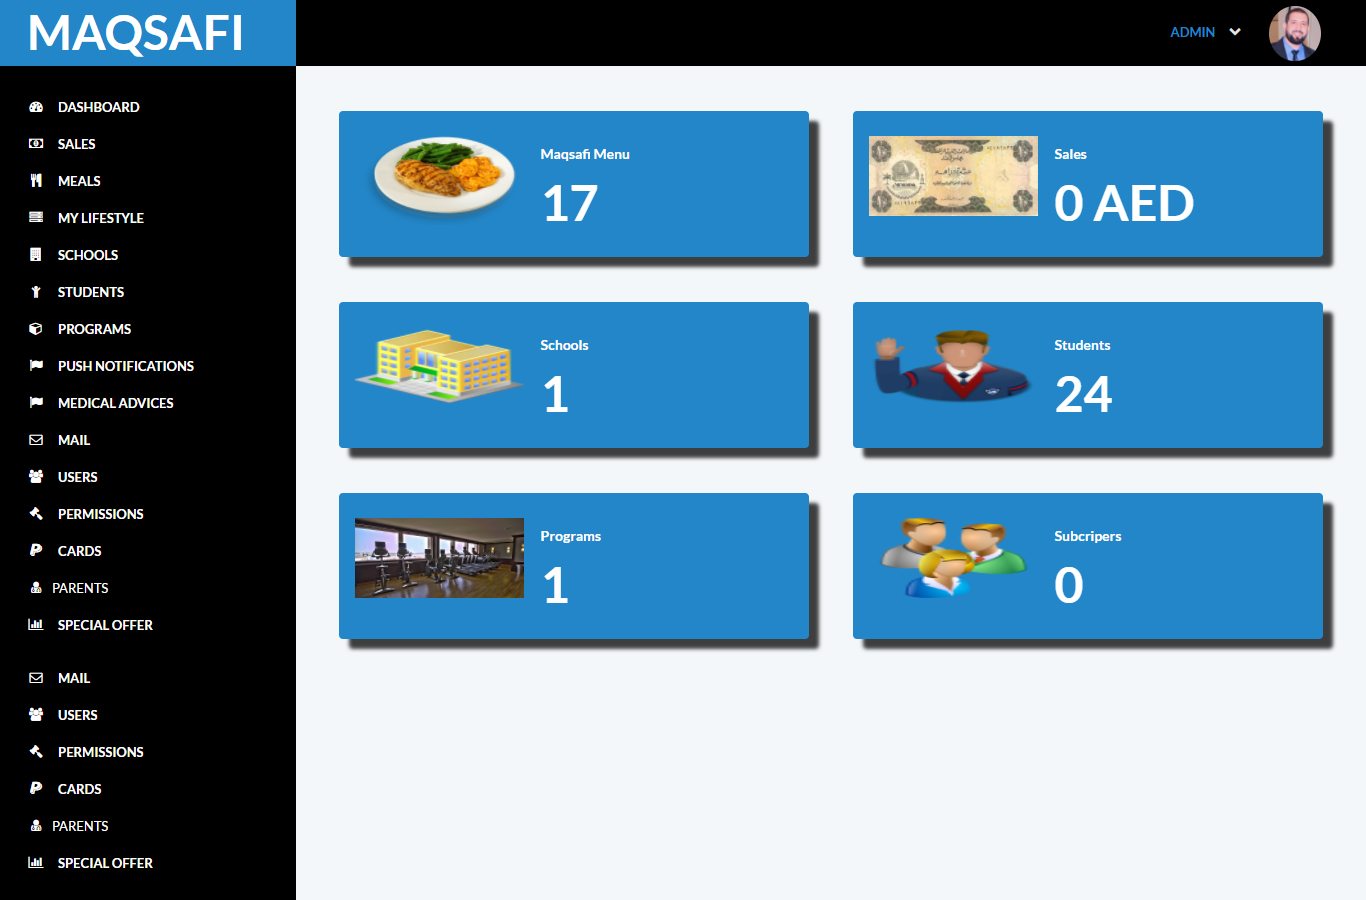 MAQSAFI
ADMIN
DASHBOARD
SALES
MEALS
MY LIFESTYLE
SCHOOLS
STUDENTS
PROGRAMS
PUSH NOTIFICATIONS
MEDICAL ADVICES
MAIL
USERS
PERMISSIONS
CARDS
PARENTS
SPECIAL OFFER
MAIL
USERS
PERMISSIONS
CARDS
PARENTS
SPECIAL OFFER
Maqsafi Menu
17
Sales
0 AED
Schools
1
Students
24
Programs
1
Subcripers
0